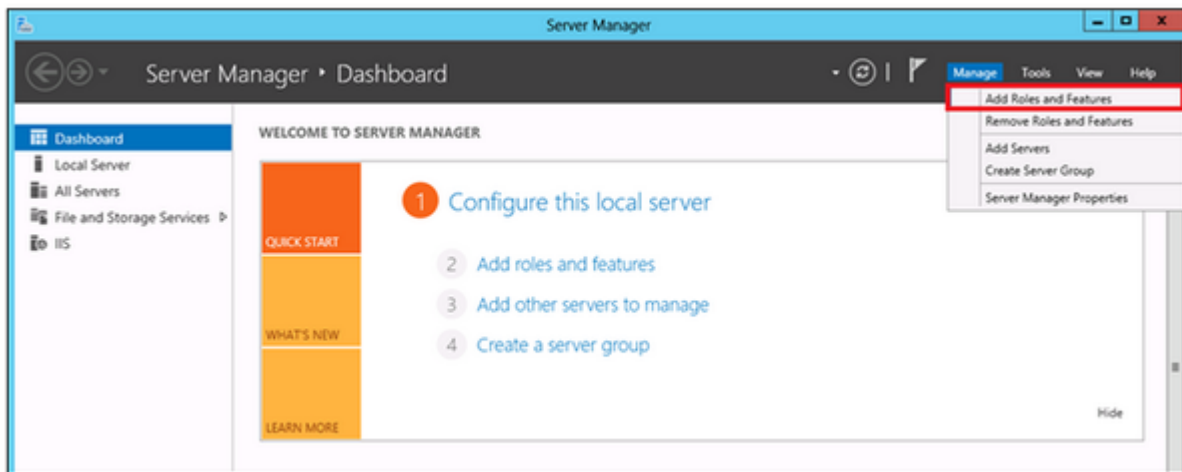 Server Manager
Server Manager ‣ Dashboard
Manage Tools View Help
Add Roles and Features
Remove Roles and Features
Add Servers
Create Server Group
Server Manager Properties
Dashboard
Local Server
All Servers
File and Storage Services
IIS
WELCOME TO SERVER MANAGER
QUICK START
WHAT'S NEW
LEARN MORE
1 Configure this local server
2 Add roles and features
3 Add other servers to manage
4 Create a server group
Hide